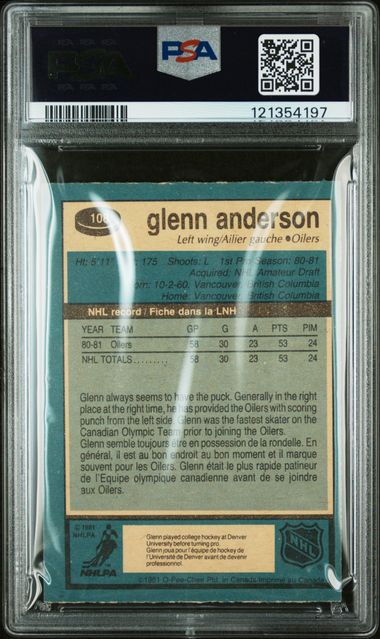 PSA
PSA
121354197
glenn anderson
Left wing/Ailier gauche ●Oilers
Ht: 5'11" 175 Shoots: L 1st Pro Season: 80-81
Acquired: NHL Amateur Draft
Born: 10-2-60, Vancouver, British Columbia
Home: Vancouver, British Columbia
NHL record / Fiche dans la LNH
YEAR TEAM GP G A PTS PIM
80-81 Oilers 58 30 23 53 24
NHL TOTALS......... 58 30 23 53 24
Glenn always seems to have the puck. Generally in the right
place at the right time, he has provided the Oilers with scoring
punch from the left side. Glenn was the fastest skater on the
Canadian Olympic Team prior to joining the Oilers.
Glenn semble toujours être en possession de la rondelle. En
général, il est au bon endroit au bon moment et il marque
souvent pour les Oilers. Glenn était le plus rapide patineur
de l'Equipe olympique canadienne avant de se joindre
aux Oilers.
© 1981
NHLPA
NHLPA
Glenn played college hockey at Denver
University before turning pro.
Glenn joua pour l'équipe de hockey de
l'Université de Denver avant de devenir
professionnel.
NHL
©1981 O-Pee-Chee Ptd. in Canada/Imprimé au Canada